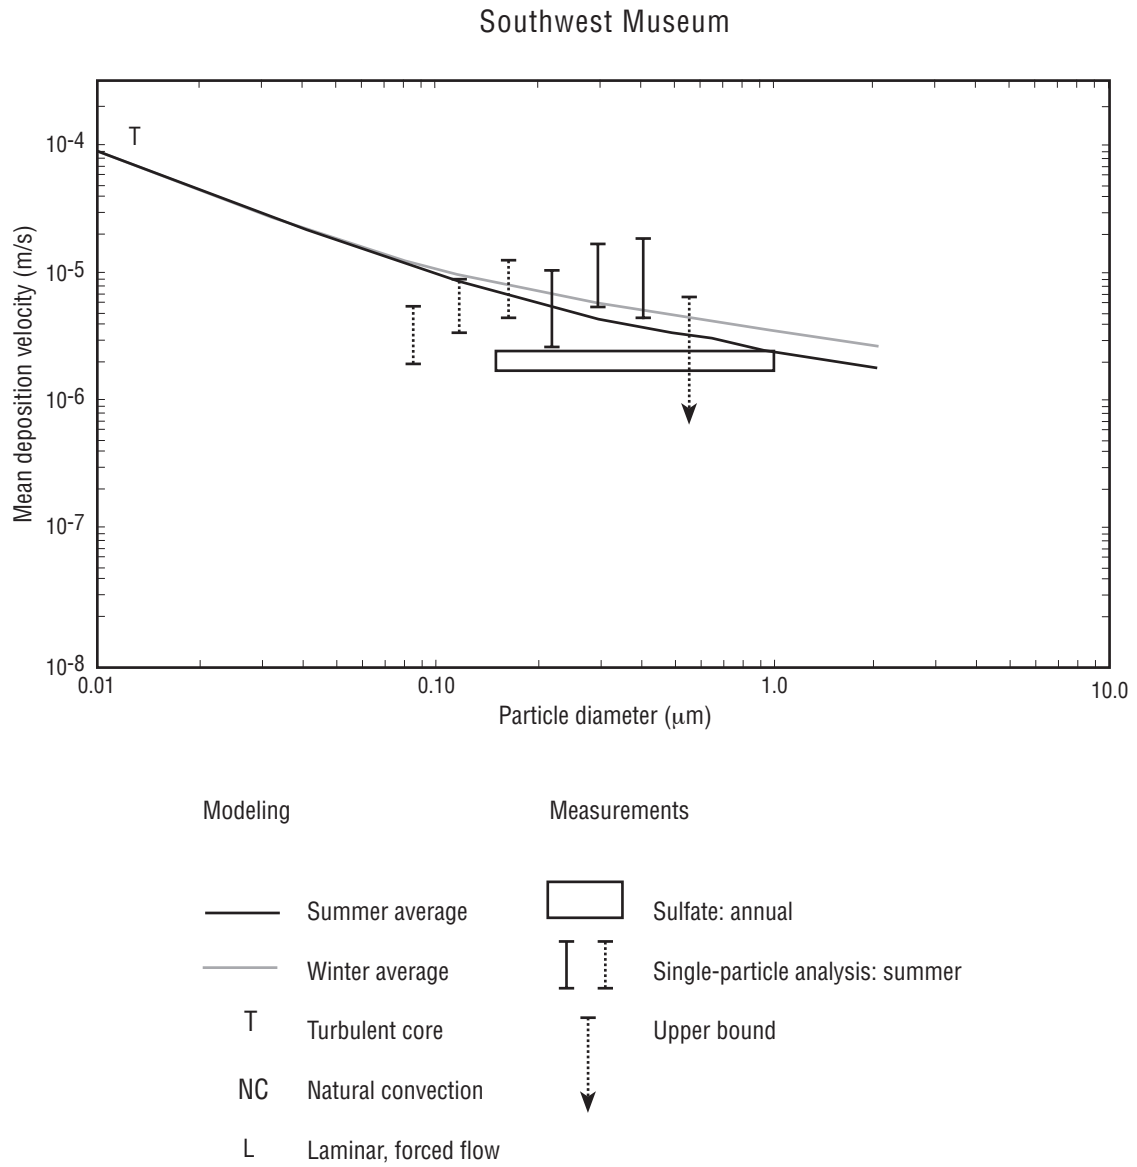 Southwest Museum
Mean deposition velocity (m/s)
10-4
10-5
10-6
10-7
10-8
T
0.01
0.10
1.0
10.0
Particle diameter (μm)
Modeling
Summer average
Winter average
T Turbulent core
NC Natural convection
L Laminar, forced flow
Measurements
Sulfate: annual
Single-particle analysis: summer
Upper bound